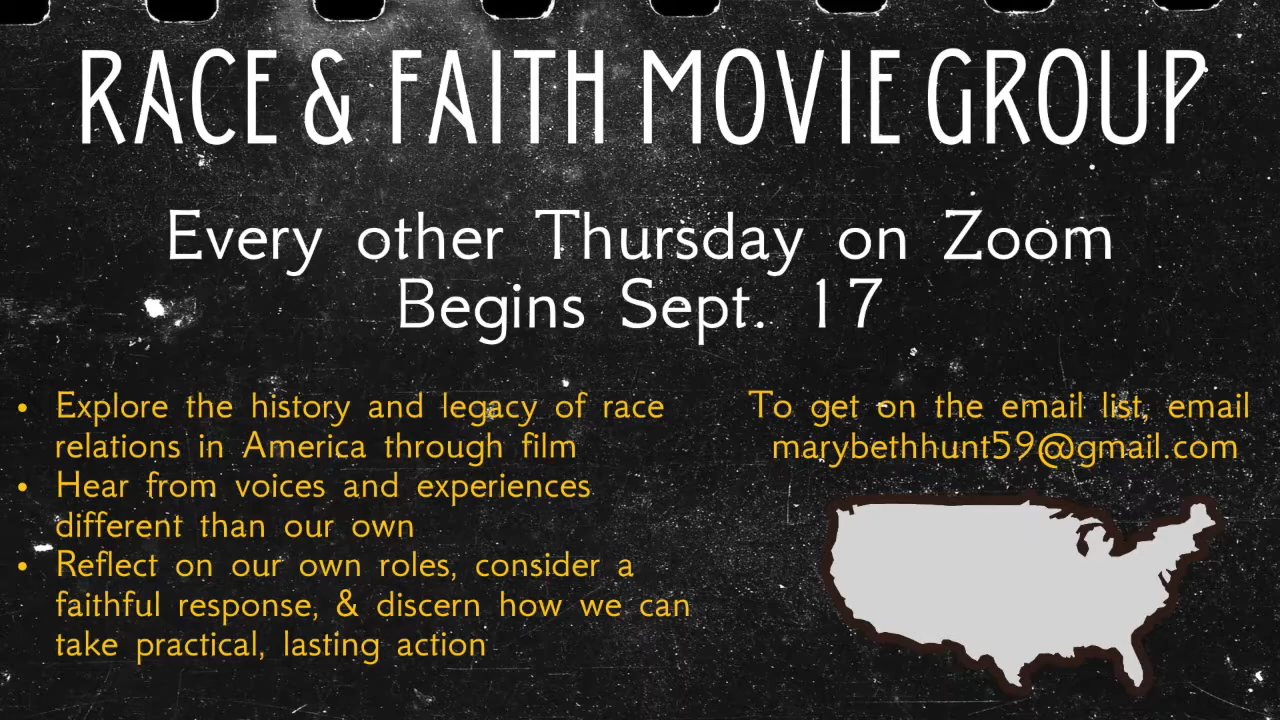 RACE & FAITH MOVIE GROUP
Every other Thursday on Zoom
Begins Sept. 17
• Explore the history and legacy of race
relations in America through film
• Hear from voices and experiences
different than our own
• Reflect on our own roles, consider a
faithful response, & discern how we can
take practical, lasting action
To get on the email list, email
marybethhunt59@gmail.com